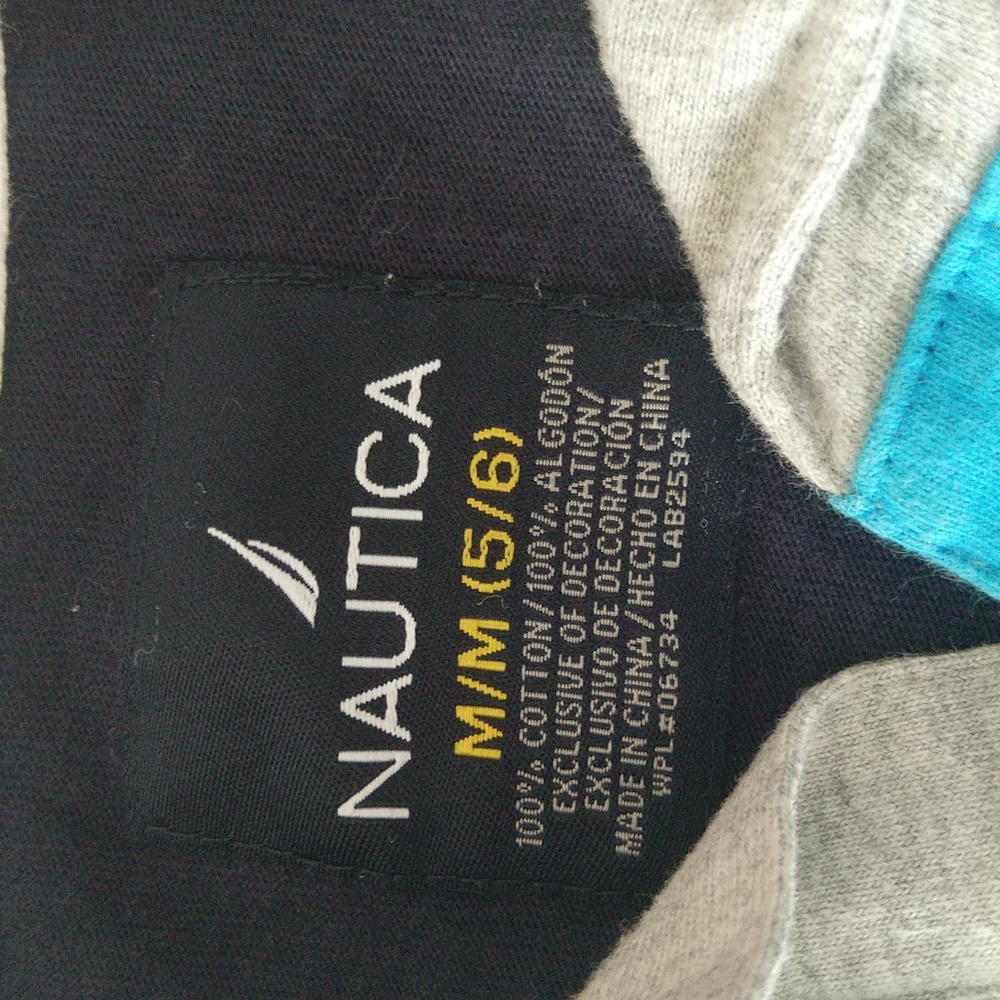 NAUTICA
M/M (5/6)
100% COTTON/100% ALGODÓN
EXCLUSIVE OF DECORATION/
EXCLUSIVO DE DECORACIÓN
MADE IN CHINA /HECHO EN CHINA
WPL#06734 LAB2594